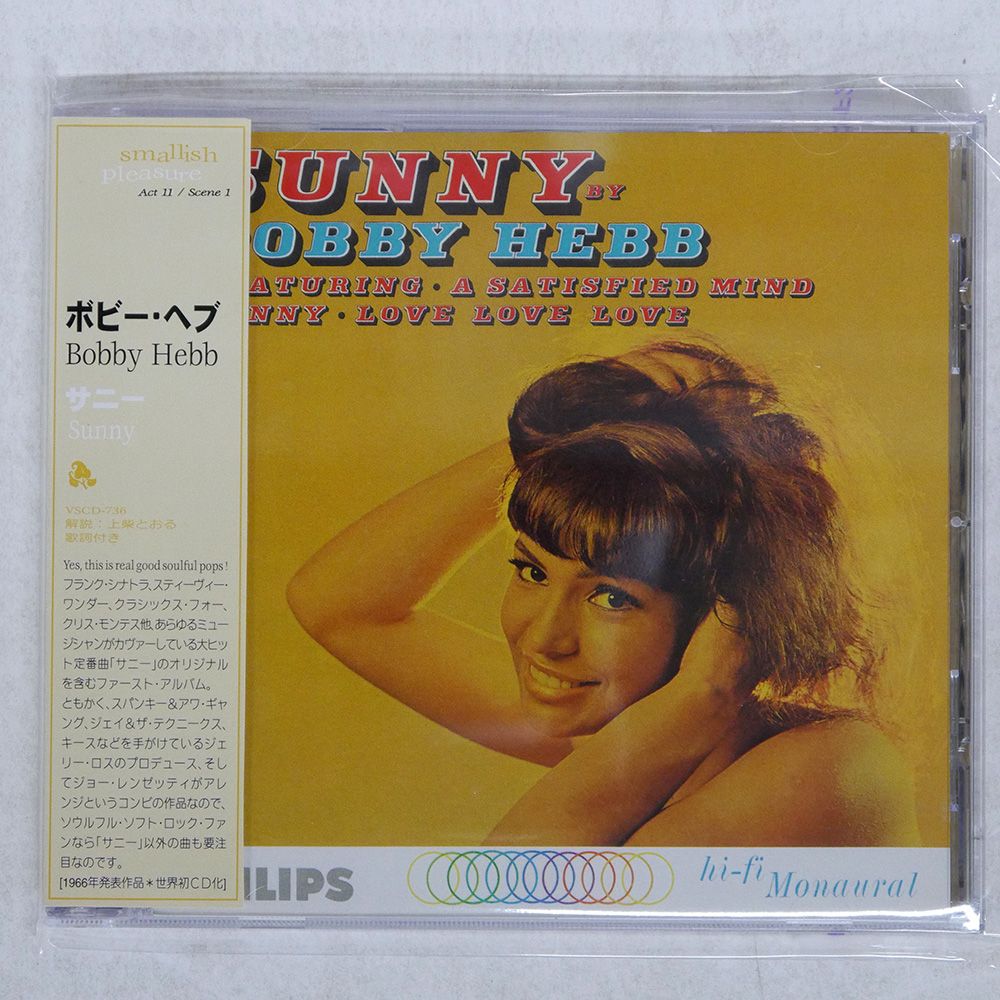 smallish
pleasure
Act 11 / Scene 1
ボビー・ヘブ
Bobby Hebb
サニー
Sunny
VSCD-736
解説：上柴とおる
歌詞付き
Yes, this is real good soulful pops!
フランク・シナトラ、スティーヴィー・
ワンダー、クラシックス・フォー、
クリス・モンテス他、あらゆるミュー
ジシャンがカヴァーしている大ヒッ
ト定番曲「サニー」のオリジナル
を含むファースト・アルバム。
ともかく、スパンキー&アワ・ギャ
ング、ジェイ&ザ・テクニークス、
キースなどを手がけているジェ
リー・ロスのプロデュース、そし
てジョー・レンゼッティがアレ
ンジというコンビの作品なので、
ソウルフル・ソフト・ロック・ファ
ンなら「サニー」以外の曲も要注
目なのです。
[1966年発表作品＊世界初CD化]
SUNNY BY
OBBY HEBB
ATURING · A SATISFIED MIND
NNY · LOVE LOVE LOVE
ILIPS
hi-fi
Monaural